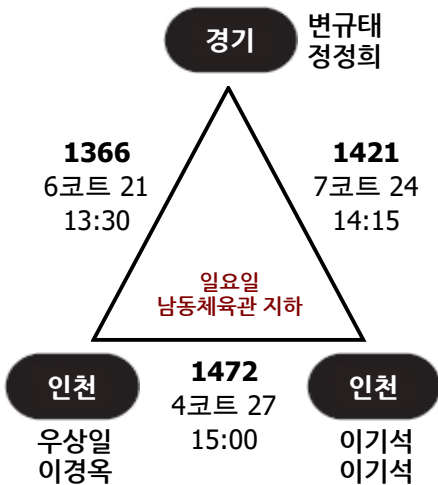 경기
변규태
정정희
1366
6코트 21
13:30
1421
7코트 24
14:15
일요일
남동체육관 지하
인천
우상일
이경옥
1472
4코트 27
15:00
인천
이기석
이기석